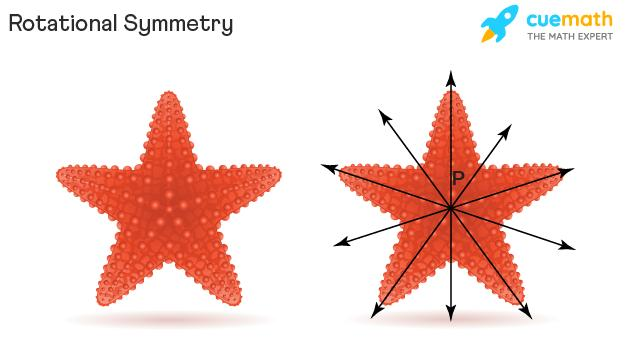 Rotational Symmetry
cuemath
THE MATH EXPERT
P